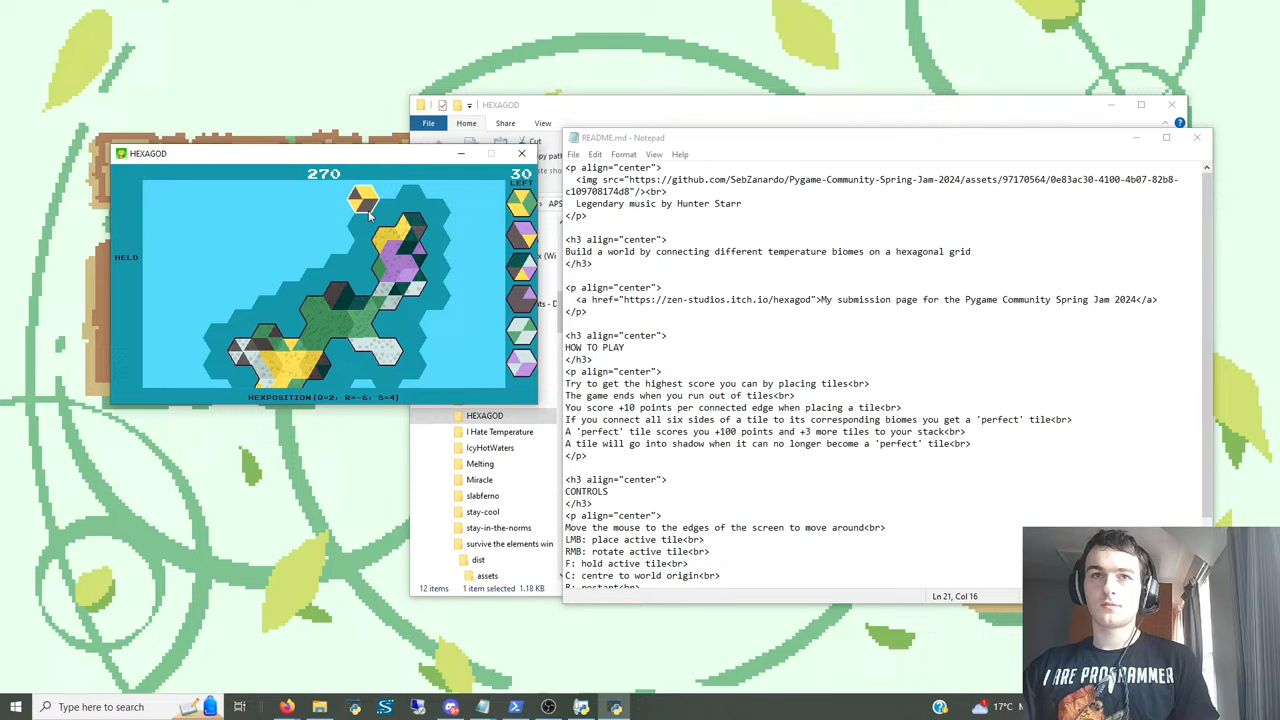 HEXAGOD
File
Home
Share
View
Cut
README.md - Notepad
File
Edit
Format
View
Help
HEXAGOD
270
30
LEFT
HELD
HEXPOSITION(Q=2, R=-6, S=4)
<p align="center">
<img src="https://github.com/SebZanardo/Pygame-Community-Spring-Jam-2024/assets/97170564/0e83ac30-4100-4b07-82b8-
c109708174d8"/><br>
Legendary music by Hunter Starr
</p>
<h3 align="center">
Build a world by connecting different temperature biomes on a hexagonal grid
</h3>
<p align="center">
<a href="https://zen-studios.itch.io/hexagod">My submission page for the Pygame Community Spring Jam 2024</a>
</p>
<h3 align="center">
HOW TO PLAY
</h3>
<p align="center">
Try to get the highest score you can by placing tiles<br>
The game ends when you run out of tiles<br>
You score +10 points per connected edge when placing a tile<br>
If you connect all six sides of a tile to its corresponding biomes you get a 'perfect' tile<br>
A 'perfect' tile scores you +100 points and +3 more tiles to your stack<br>
A tile will go into shadow when it can no longer become a 'perfect' tile<br>
</p>
<h3 align="center">
CONTROLS
</h3>
<p align="center">
Move the mouse to the edges of the screen to move around<br>
LMB: place active tile<br>
RMB: rotate active tile<br>
F: hold active tile<br>
C: centre to world origin<br>
Ln 21, Col 16
HEXAGOD
I Hate Temperature
IcyHotWaters
Melting
Miracle
slabferno
stay-cool
stay-in-the-norms
survive the elements win
dist
assets
12 items
1 item selected
1.18 KB
I ARE PROGRAMMER
Type here to search
17°C